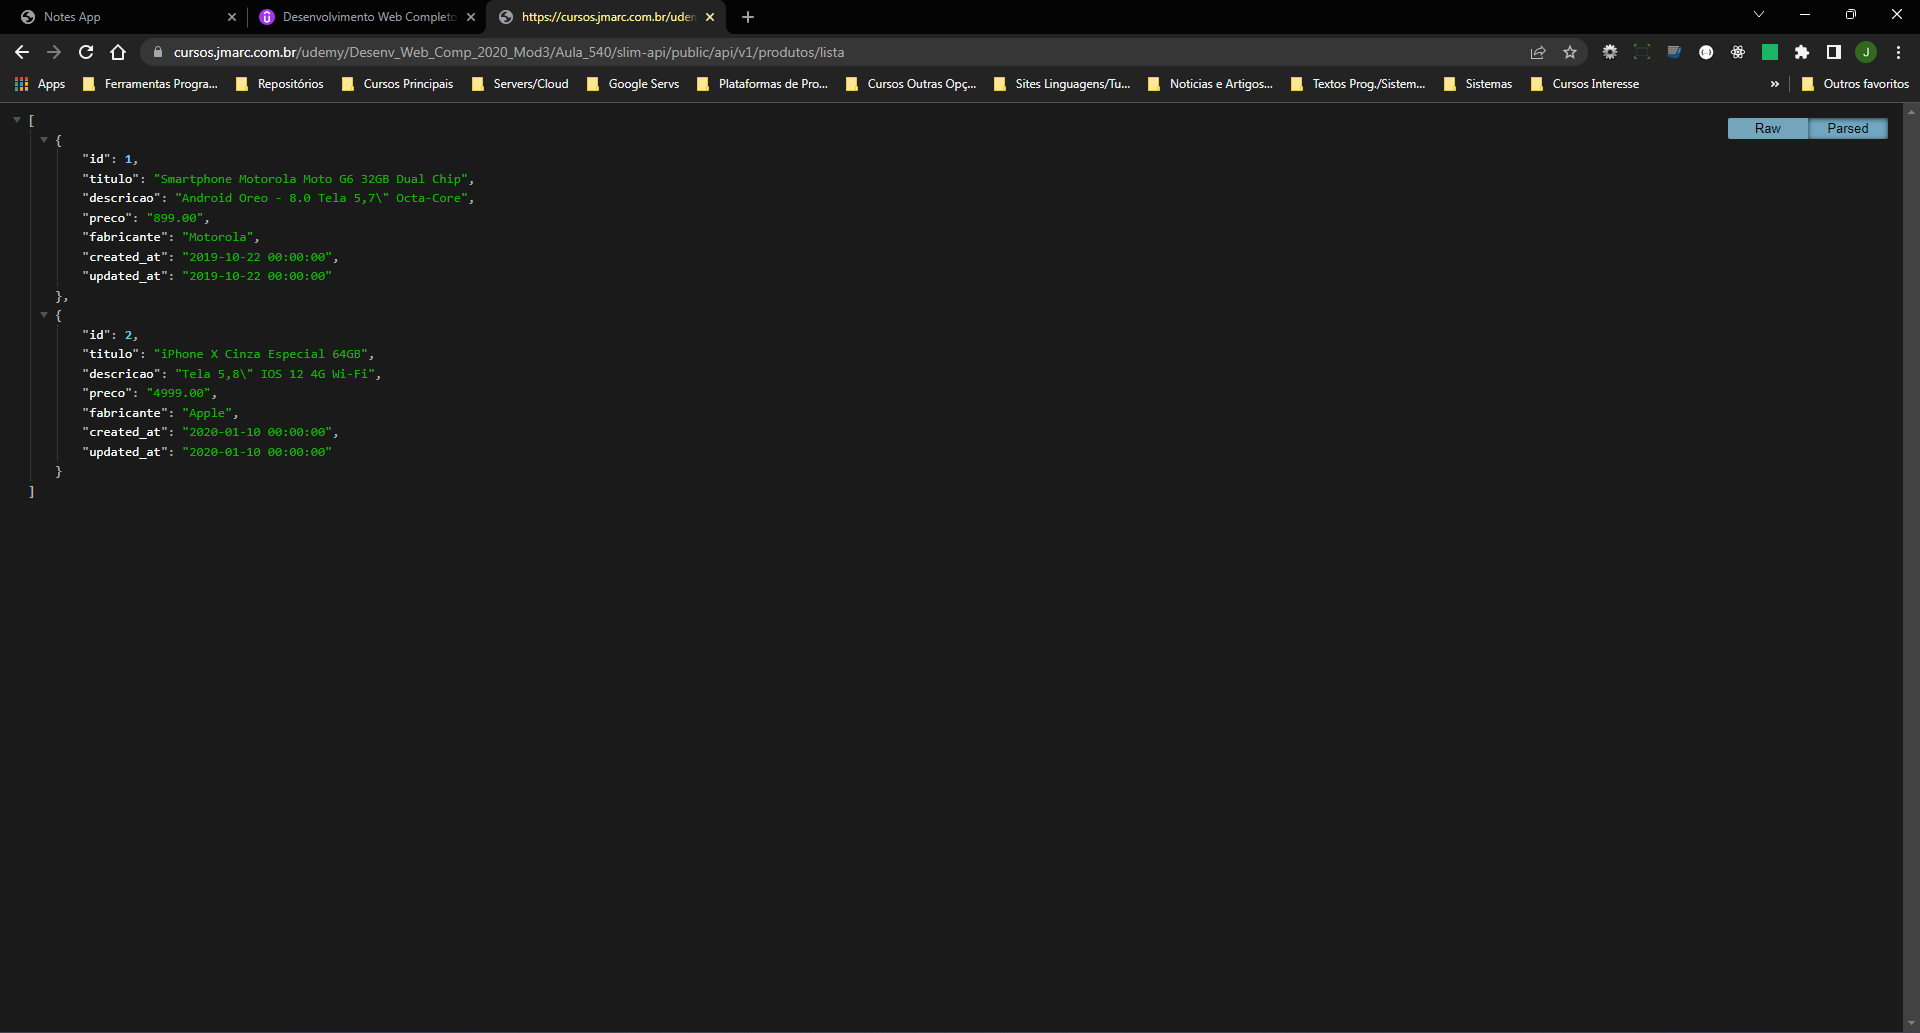 Notes App
Desenvolvimento Web Completo
https://cursos.jmarc.com.br/uden
cursos.jmarc.com.br/udemy/Desenv_Web_Comp_2020_Mod3/Aula_540/slim-api/public/api/v1/produtos/lista
J
Apps
Ferramentas Progra...
Repositórios
Cursos Principais
Servers/Cloud
Google Servs
Plataformas de Pro...
Cursos Outras Opç...
Sites Linguagens/Tu...
Noticias e Artigos...
Textos Prog./Sistem...
Sistemas
Cursos Interesse
»
Outros favoritos
Raw
Parsed
[
{
"id": 1,
"titulo": "Smartphone Motorola Moto G6 32GB Dual Chip",
"descricao": "Android Oreo - 8.0 Tela 5,7\" Octa-Core",
"preco": "899.00",
"fabricante": "Motorola",
"created_at": "2019-10-22 00:00:00",
"updated_at": "2019-10-22 00:00:00"
},
{
"id": 2,
"titulo": "iPhone X Cinza Especial 64GB",
"descricao": "Tela 5,8\" IOS 12 4G Wi-Fi",
"preco": "4999.00",
"fabricante": "Apple",
"created_at": "2020-01-10 00:00:00",
"updated_at": "2020-01-10 00:00:00"
}
]